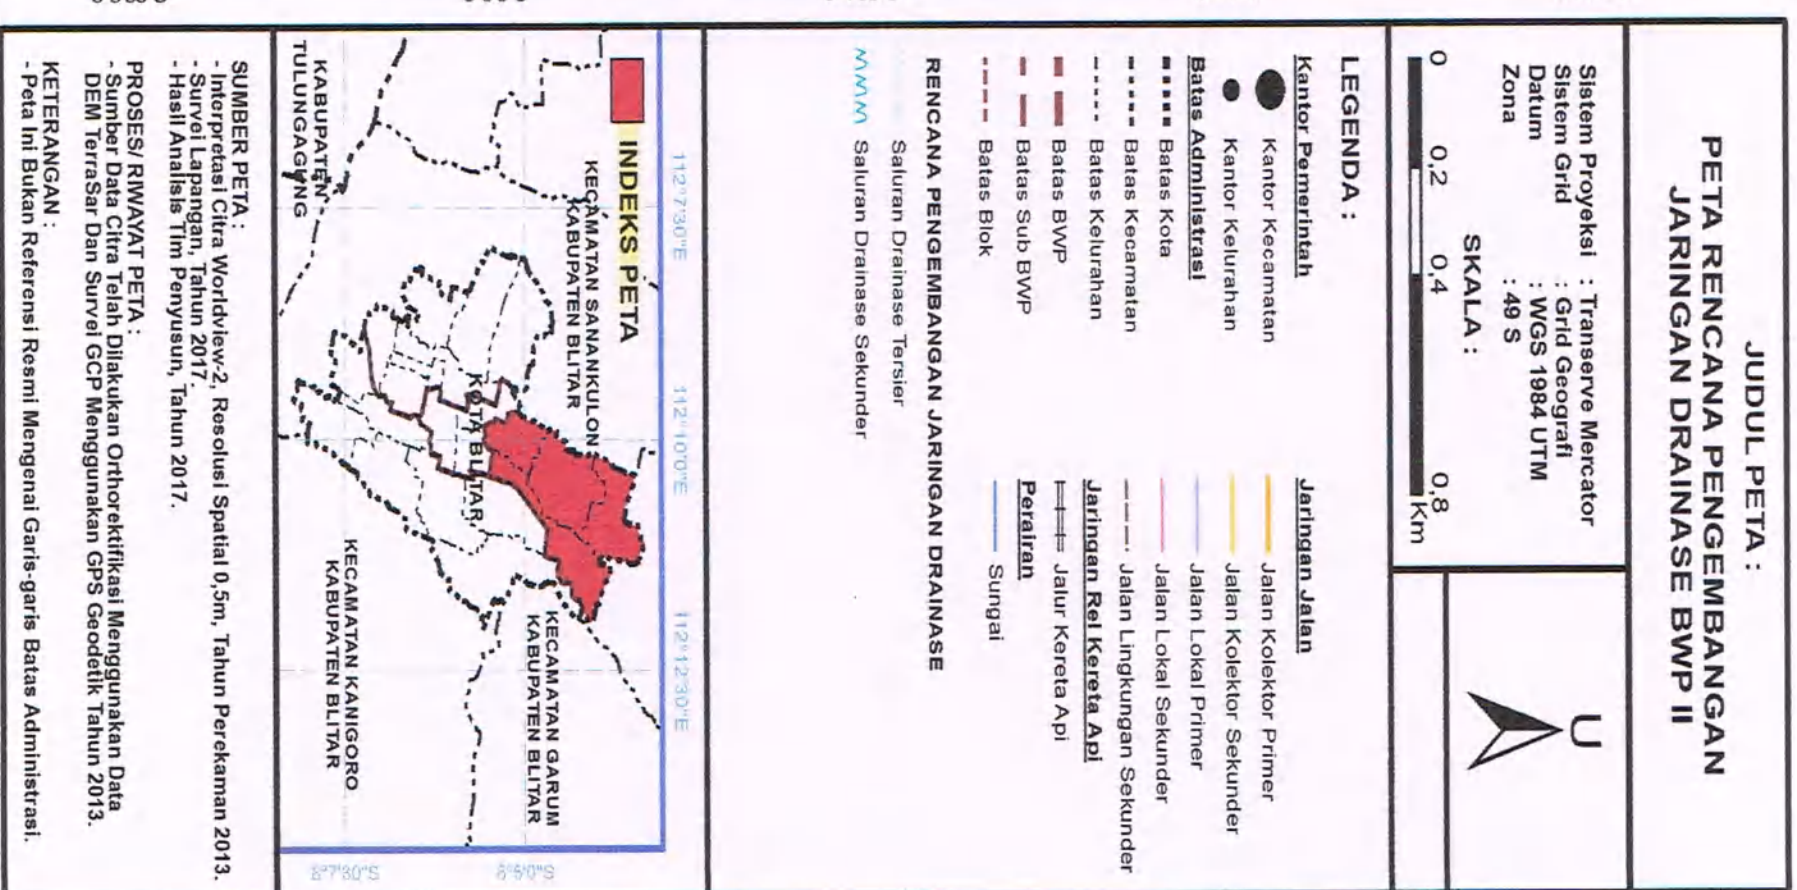 JUDUL PETA :
PETA RENCANA PENGEMBANGAN
JARINGAN DRAINASE BWP II
Sistem Proyeksi : Transerve Mercator
Sistem Grid : Grid Geografi
Datum : WGS 1984 UTM
Zona : 49 S
SKALA :
0 0,2 0,4 0,8
Km
U
LEGENDA :
Kantor Pemerintah
Kantor Kecamatan
Kantor Kelurahan
Batas Administrasi
Batas Kota
Batas Kecamatan
Batas Kelurahan
Batas BWP
Batas Sub BWP
Batas Blok
Jaringan Jalan
Jalan Kolektor Primer
Jalan Kolektor Sekunder
Jalan Lokal Primer
Jalan Lokal Sekunder
Jalan Lingkungan Sekunder
Jaringan Rel Kereta Api
Jalur Kereta Api
Perairan
Sungai
RENCANA PENGEMBANGAN JARINGAN DRAINASE
Saluran Drainase Tersier
Saluran Drainase Sekunder
112°7'30"E 112°10'0"E 112°12'30"E
INDEKS PETA
KECAMATAN SANANKULON
KABUPATEN BLITAR
KECAMATAN GARUM
KABUPATEN BLITAR
KOTA BLITAR
KABUPATEN
TULUNGAGUNG
KECAMATAN KANIGORO
KABUPATEN BLITAR
8°7'30"S
SUMBER PETA :
- Interpretasi Citra Worldview-2, Resolusi Spatial 0,5m, Tahun Perekaman 2013.
- Survei Lapangan, Tahun 2017.
- Hasil Analisis Tim Penyusun, Tahun 2017.
PROSES/ RIWAYAT PETA :
- Sumber Data Citra Telah Dilakukan Orthorektifikasi Menggunakan Data
DEM TerraSar Dan Survei GCP Menggunakan GPS Geodetik Tahun 2013.
KETERANGAN :
- Peta Ini Bukan Referensi Resmi Mengenai Garis-garis Batas Administrasi.